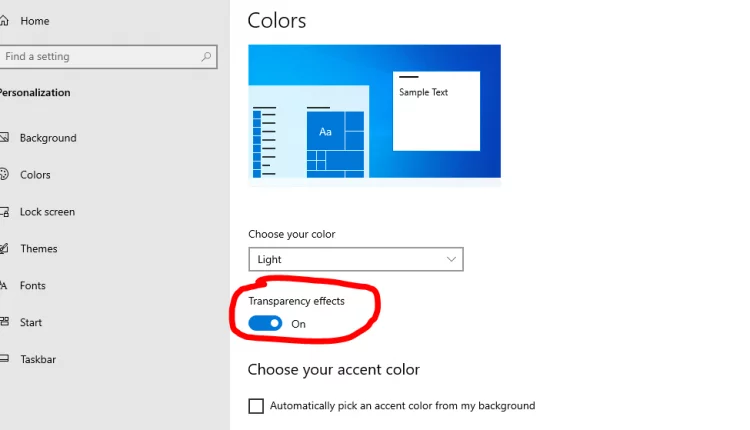 Home
Find a setting
Personalization
Background
Colors
Lock screen
Themes
Fonts
Start
Taskbar
Colors
Sample Text
Aa
Choose your color
Light
Transparency effects
On
Choose your accent color
Automatically pick an accent color from my background